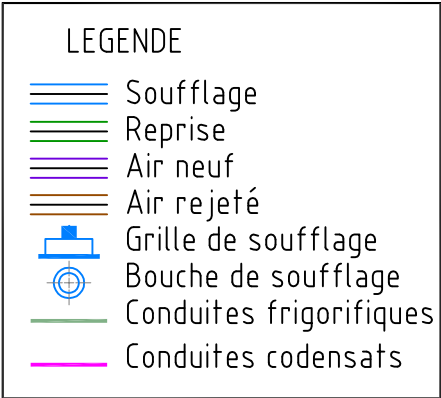 LEGENDE
Soufflage
Reprise
Air neuf
Air rejeté
Grille de soufflage
Bouche de soufflage
Conduites frigorifiques
Conduites codensats